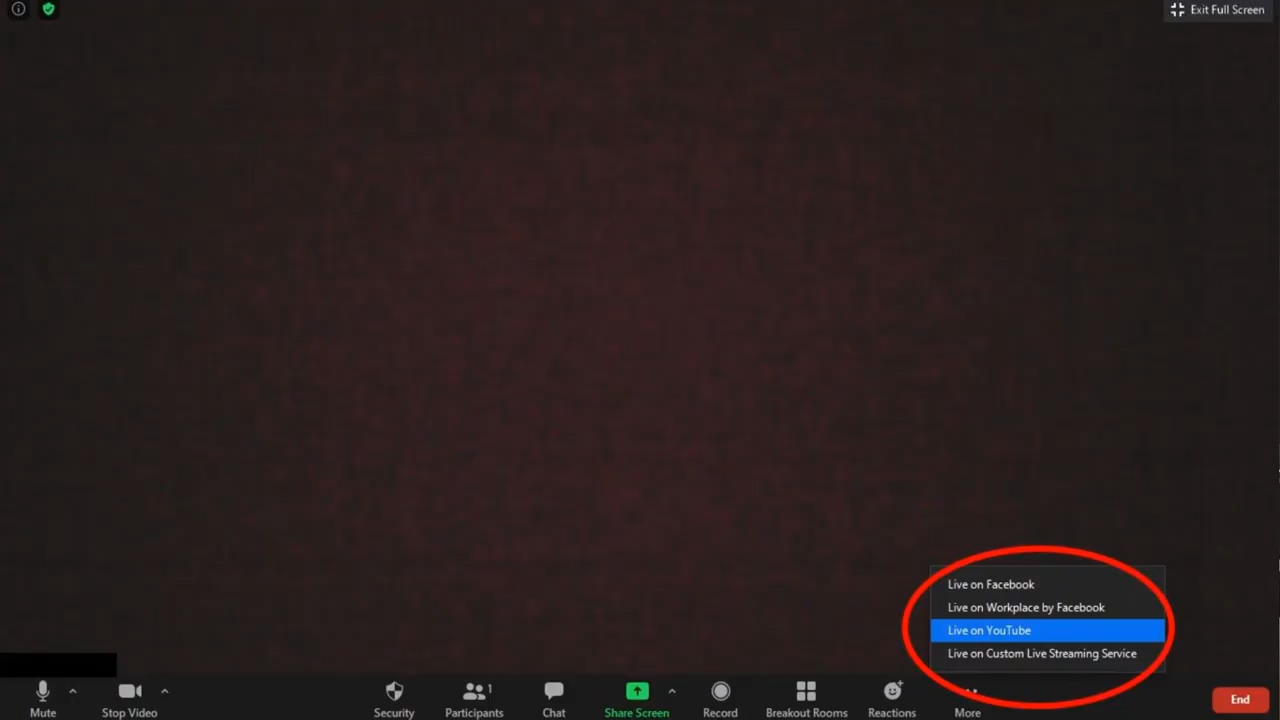 Exit Full Screen
Live on Facebook
Live on Workplace by Facebook
Live on YouTube
Live on Custom Live Streaming Service
1
Mute
Stop Video
Security
Participants
Chat
Share Screen
Record
Breakout Rooms
Reactions
More
End